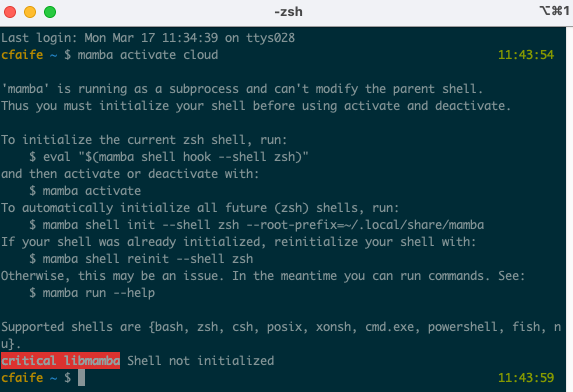 -zsh
⌥⌘1
Last login: Mon Mar 17 11:34:39 on ttys028
cfaife ~ $ mamba activate cloud 11:43:54
'mamba' is running as a subprocess and can't modify the parent shell.
Thus you must initialize your shell before using activate and deactivate.
To initialize the current zsh shell, run:
$ eval "$(mamba shell hook --shell zsh)"
and then activate or deactivate with:
$ mamba activate
To automatically initialize all future (zsh) shells, run:
$ mamba shell init --shell zsh --root-prefix=~/.local/share/mamba
If your shell was already initialized, reinitialize your shell with:
$ mamba shell reinit --shell zsh
Otherwise, this may be an issue. In the meantime you can run commands. See:
$ mamba run --help
Supported shells are {bash, zsh, csh, posix, xonsh, cmd.exe, powershell, fish, n
u}.
critical libmamba Shell not initialized
cfaife ~ $ 11:43:59